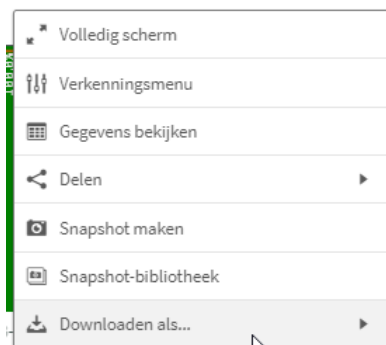 Volledig scherm
Verkenningsmenu
Gegevens bekijken
Delen
Snapshot maken
Snapshot-bibliotheek
Downloaden als...